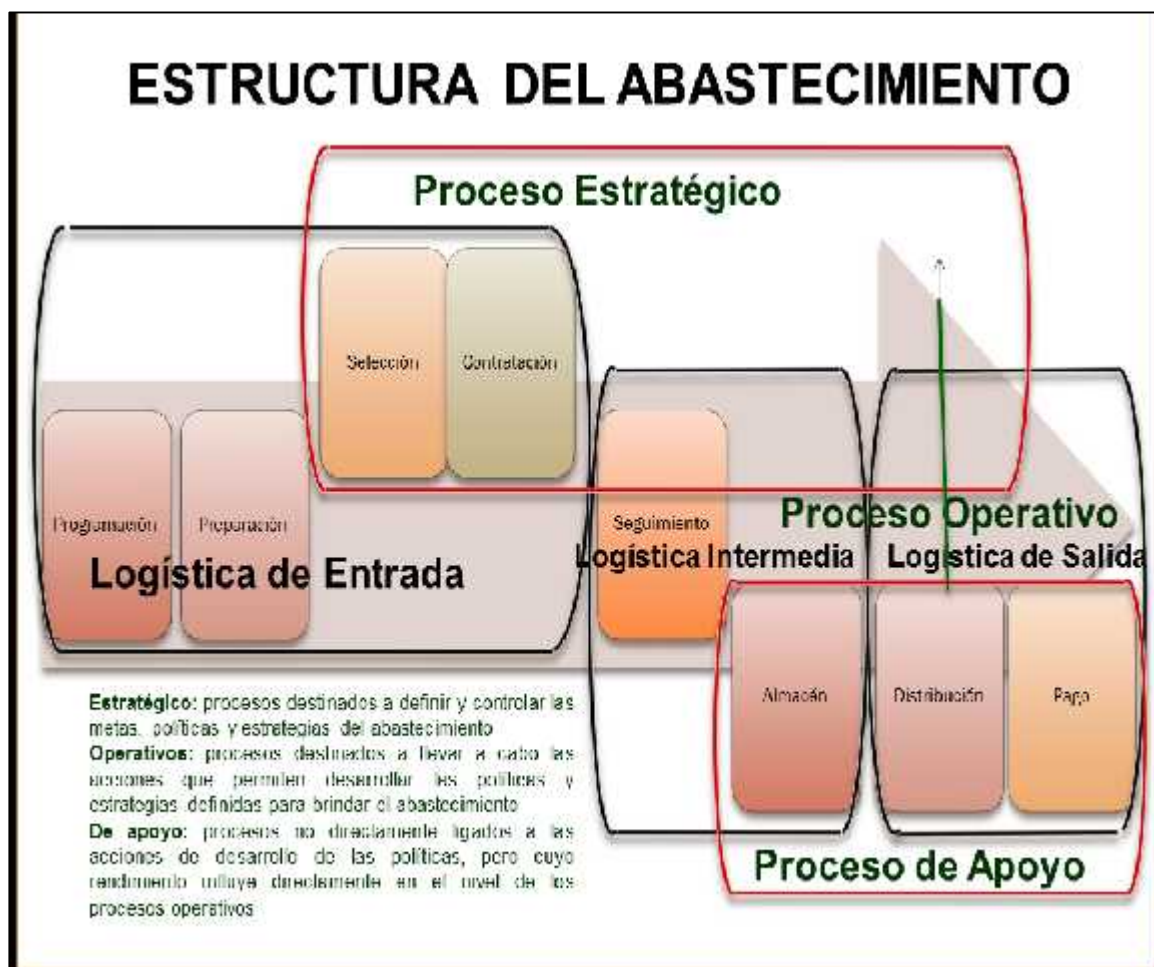 ESTRUCTURA DEL ABASTECIMIENTO
Proceso Estratégico
Selección
Contratación
Programación
Preparación
Seguimiento
Proceso Operativo
Logística de Entrada
Logística Intermedia
Logística de Salida
Almacén
Distribución
Pago
Proceso de Apoyo
Estratégico: procesos destinados a definir y controlar las
metas, políticas y estrategias del abastecimiento
Operativos: procesos destinados a llevar a cabo las
acciones que permiten desarrollar las políticas y
estrategias definidas para brindar el abastecimiento
De apoyo: procesos no directamente ligados a las
acciones de desarrollo de las políticas, pero cuyo
rendimiento influye directamente en el nivel de los
procesos operativos